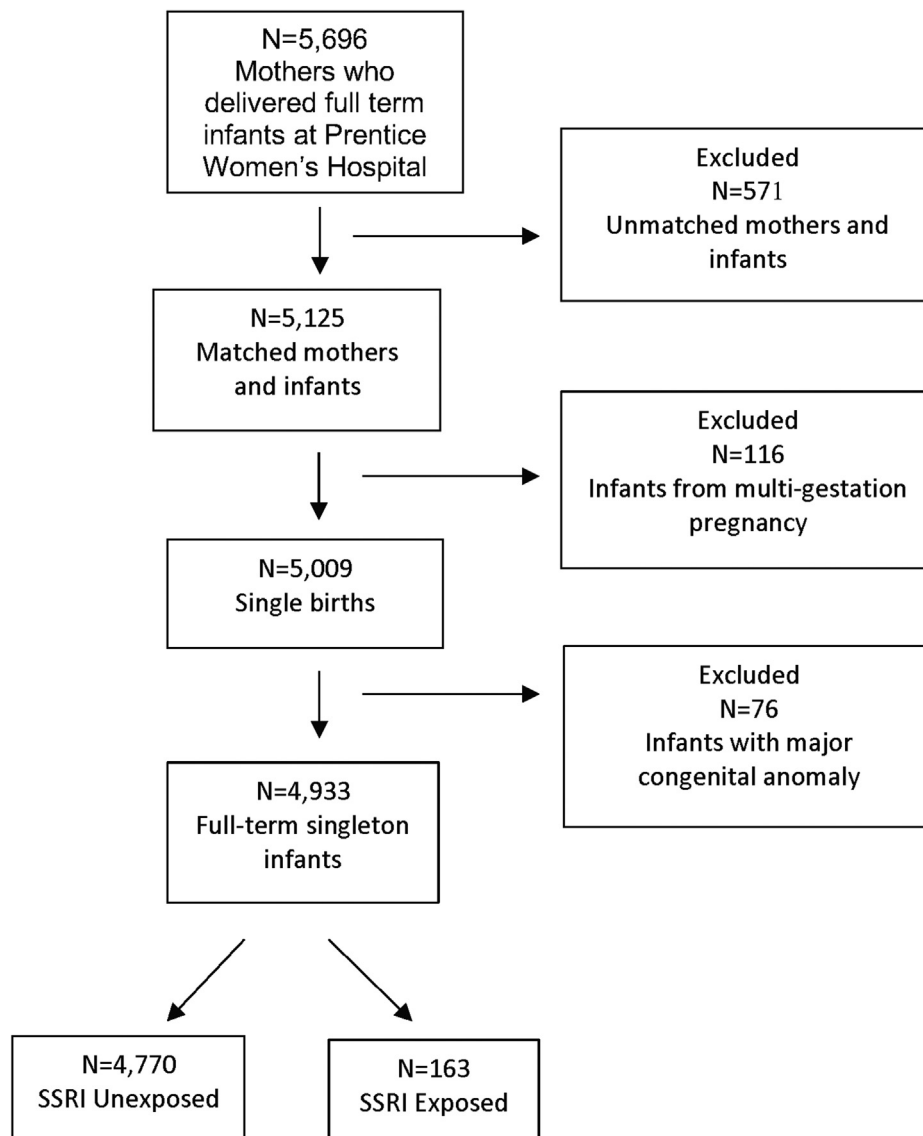 N=5,696
Mothers who
delivered full term
infants at Prentice
Women's Hospital
Excluded
N=571
Unmatched mothers and
infants
N=5,125
Matched mothers
and infants
Excluded
N=116
Infants from multi-gestation
pregnancy
N=5,009
Single births
Excluded
N=76
Infants with major
congenital anomaly
N=4,933
Full-term singleton
infants
N=4,770
SSRI Unexposed
N=163
SSRI Exposed